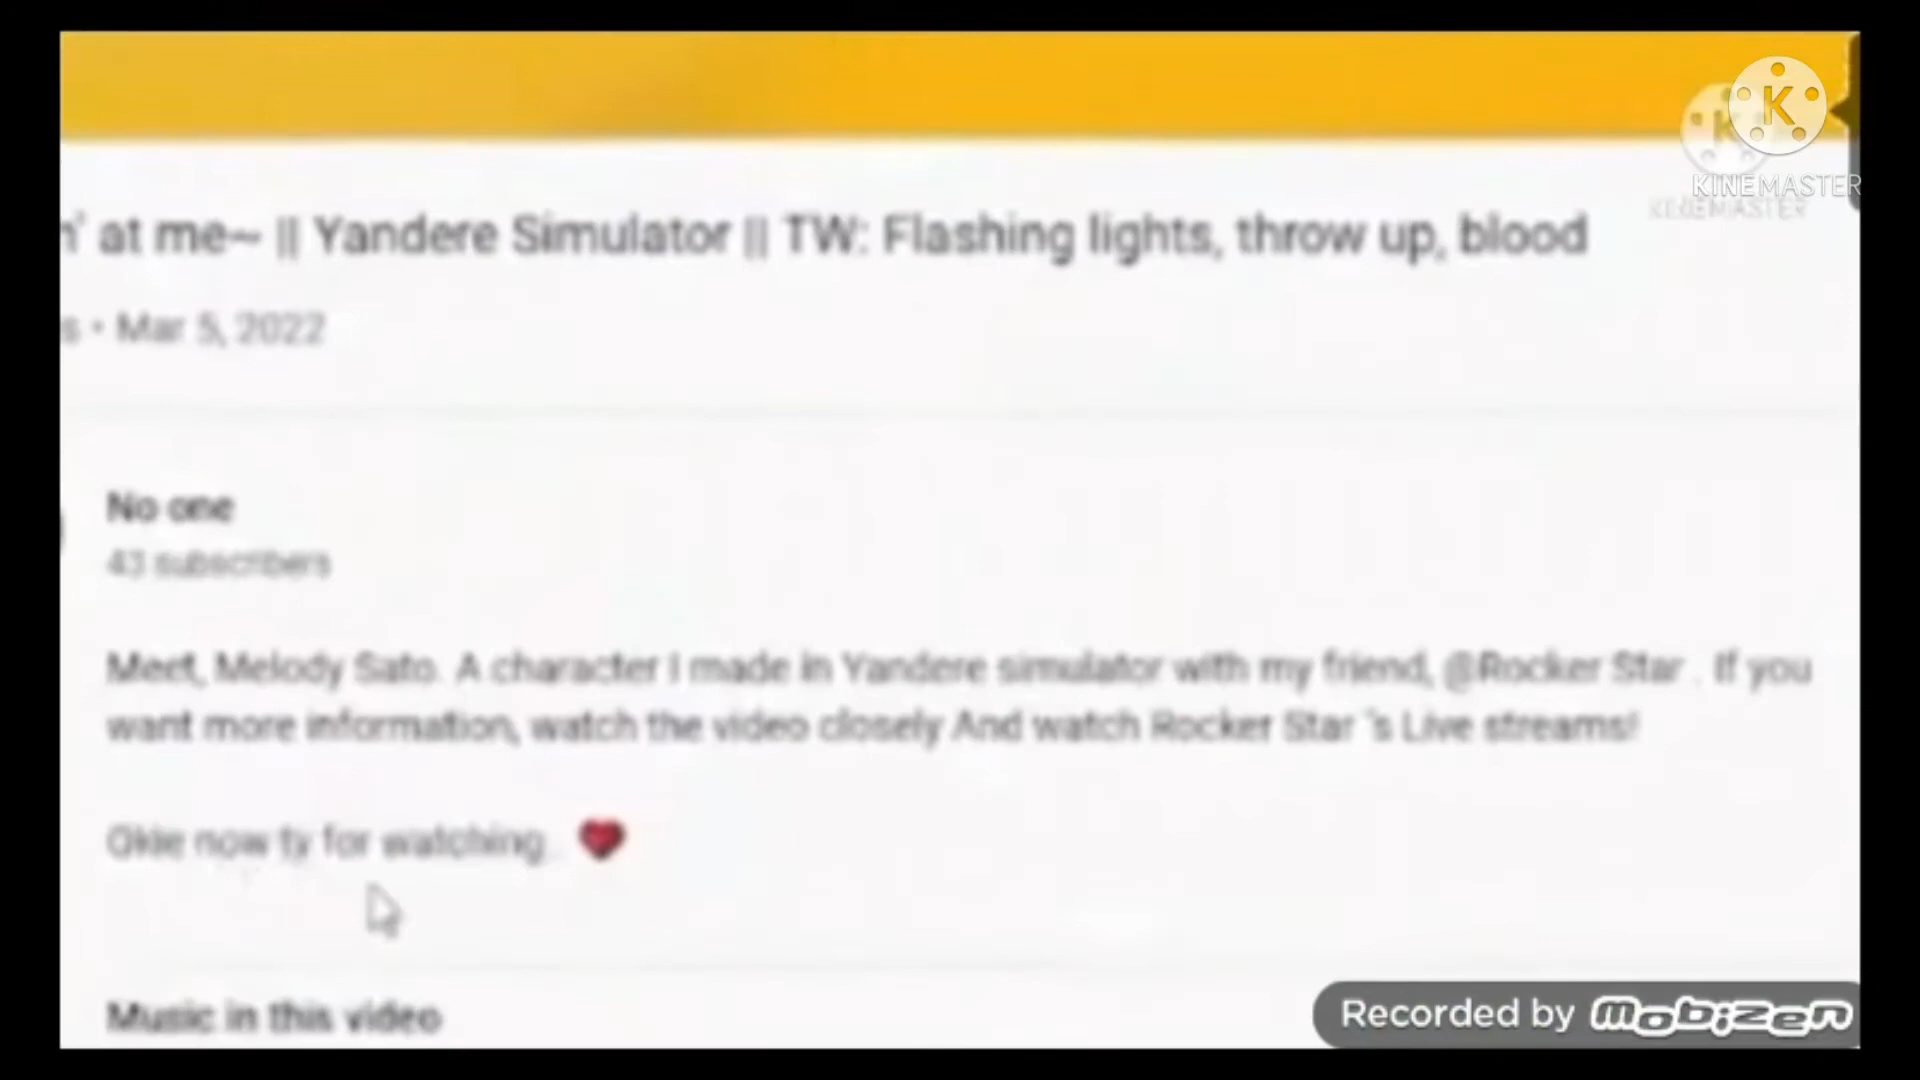 KINEMASTER
KINEMASTER
n' at me~ || Yandere Simulator || TW: Flashing lights, throw up, blood
s • Mar 5, 2022
No one
43 subscribers
Meet, Melody Sato. A character I made in Yandere simulator with my friend, @Rocker Star . If you
want more information, watch the video closely And watch Rocker Star 's Live streams!
Okie now ty for watching
Music in this video
Recorded by mobizen